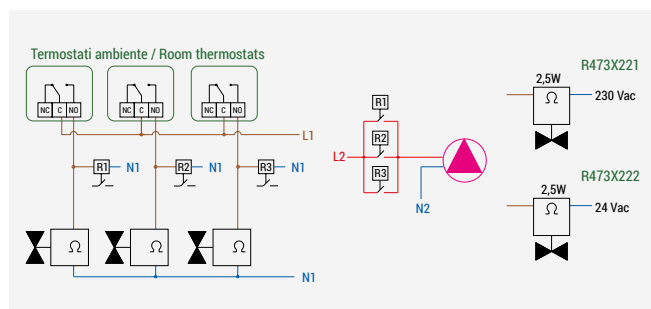 Termostati ambiente / Room thermostats
NC C NO
NC C NO
NC C NO
L1
R1 N1
R2 N1
R3 N1
Ω
Ω
Ω
N1
R1
R2
R3
L2
N2
R473X221
2,5W
Ω
230 Vac
R473X222
2,5W
Ω
24 Vac